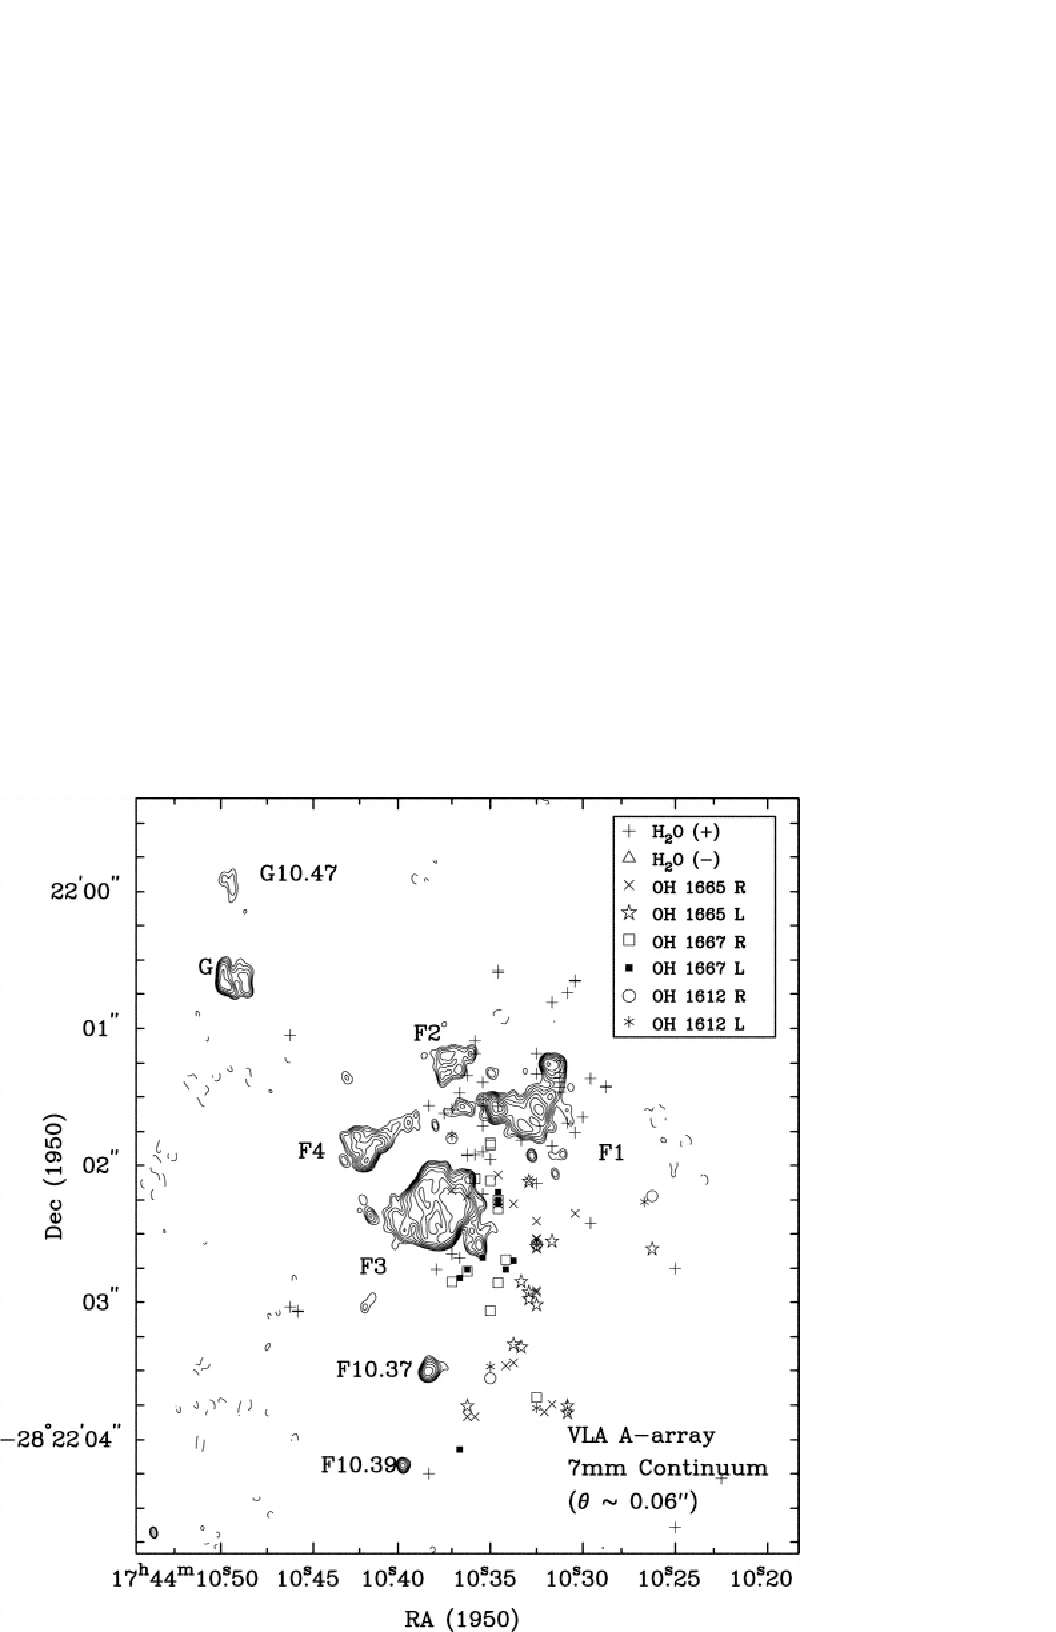 H₂O (+)
H₂O (−)
OH 1665 R
OH 1665 L
OH 1667 R
OH 1667 L
OH 1612 R
OH 1612 L
G10.47
G
F2
F4
F1
F3
F10.37
F10.39
VLA A−array
7mm Continuum
(θ ~ 0.06″)
22′00″
01″
02″
03″
−28°22′04″
Dec (1950)
17ʰ44ᵐ10ˢ.50 10ˢ.45 10ˢ.40 10ˢ.35 10ˢ.30 10ˢ.25 10ˢ.20
RA (1950)